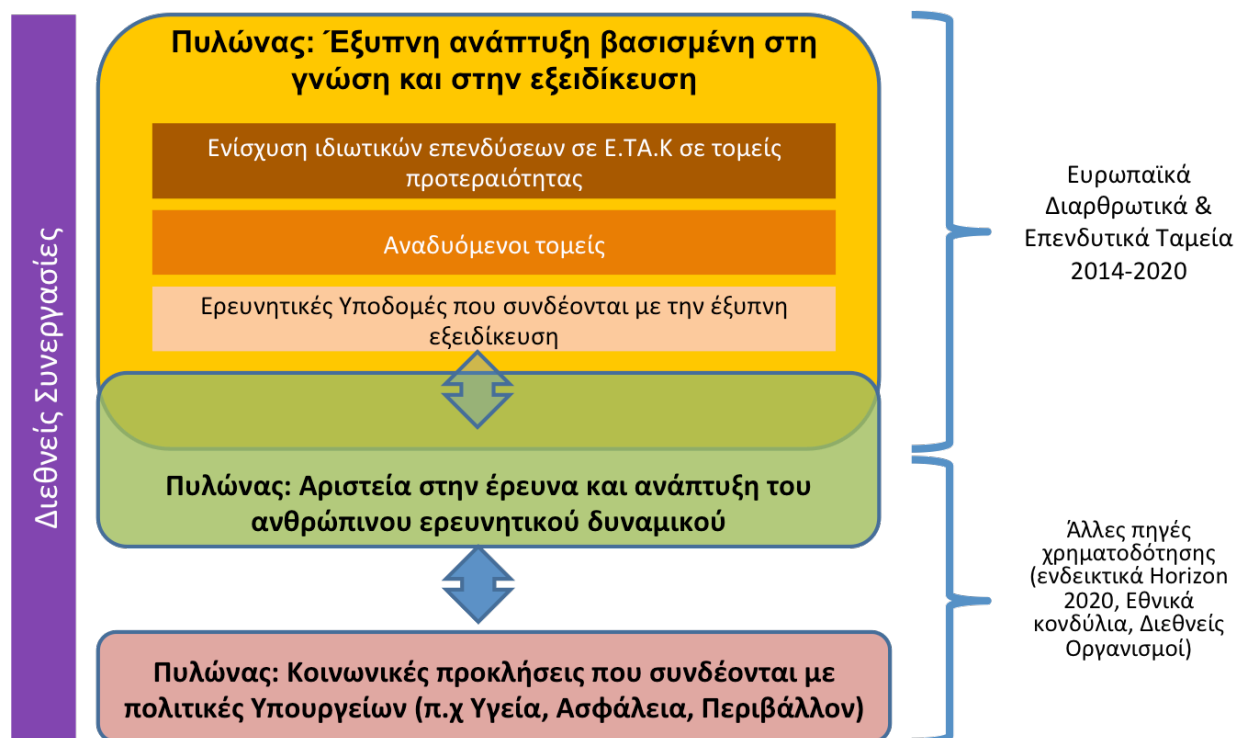 Διεθνείς Συνεργασίες
Πυλώνας: Έξυπνη ανάπτυξη βασισμένη στη
γνώση και στην εξειδίκευση
Ενίσχυση ιδιωτικών επενδύσεων σε Ε.ΤΑ.Κ σε τομείς
προτεραιότητας
Αναδυόμενοι τομείς
Ερευνητικές Υποδομές που συνδέονται με την έξυπνη
εξειδίκευση
Πυλώνας: Αριστεία στην έρευνα και ανάπτυξη του
ανθρώπινου ερευνητικού δυναμικού
Πυλώνας: Κοινωνικές προκλήσεις που συνδέονται με
πολιτικές Υπουργείων (π.χ Υγεία, Ασφάλεια, Περιβάλλον)
Ευρωπαϊκά
Διαρθρωτικά &
Επενδυτικά Ταμεία
2014-2020
Άλλες πηγές
χρηματοδότησης
(ενδεικτικά Horizon
2020, Εθνικά
κονδύλια, Διεθνείς
Οργανισμοί)